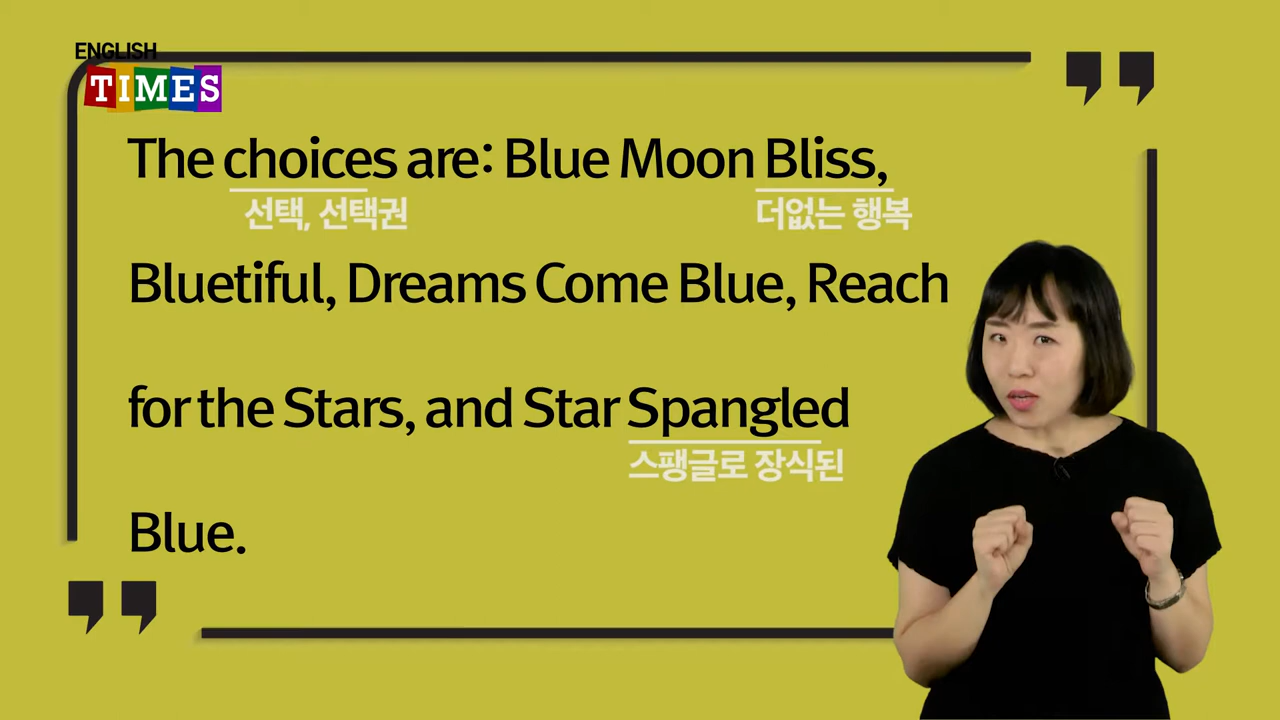 ENGLISH
TIMES
The choices are: Blue Moon Bliss,
선택, 선택권 더없는 행복
Bluetiful, Dreams Come Blue, Reach
for the Stars, and Star Spangled
스팽글로 장식된
Blue.